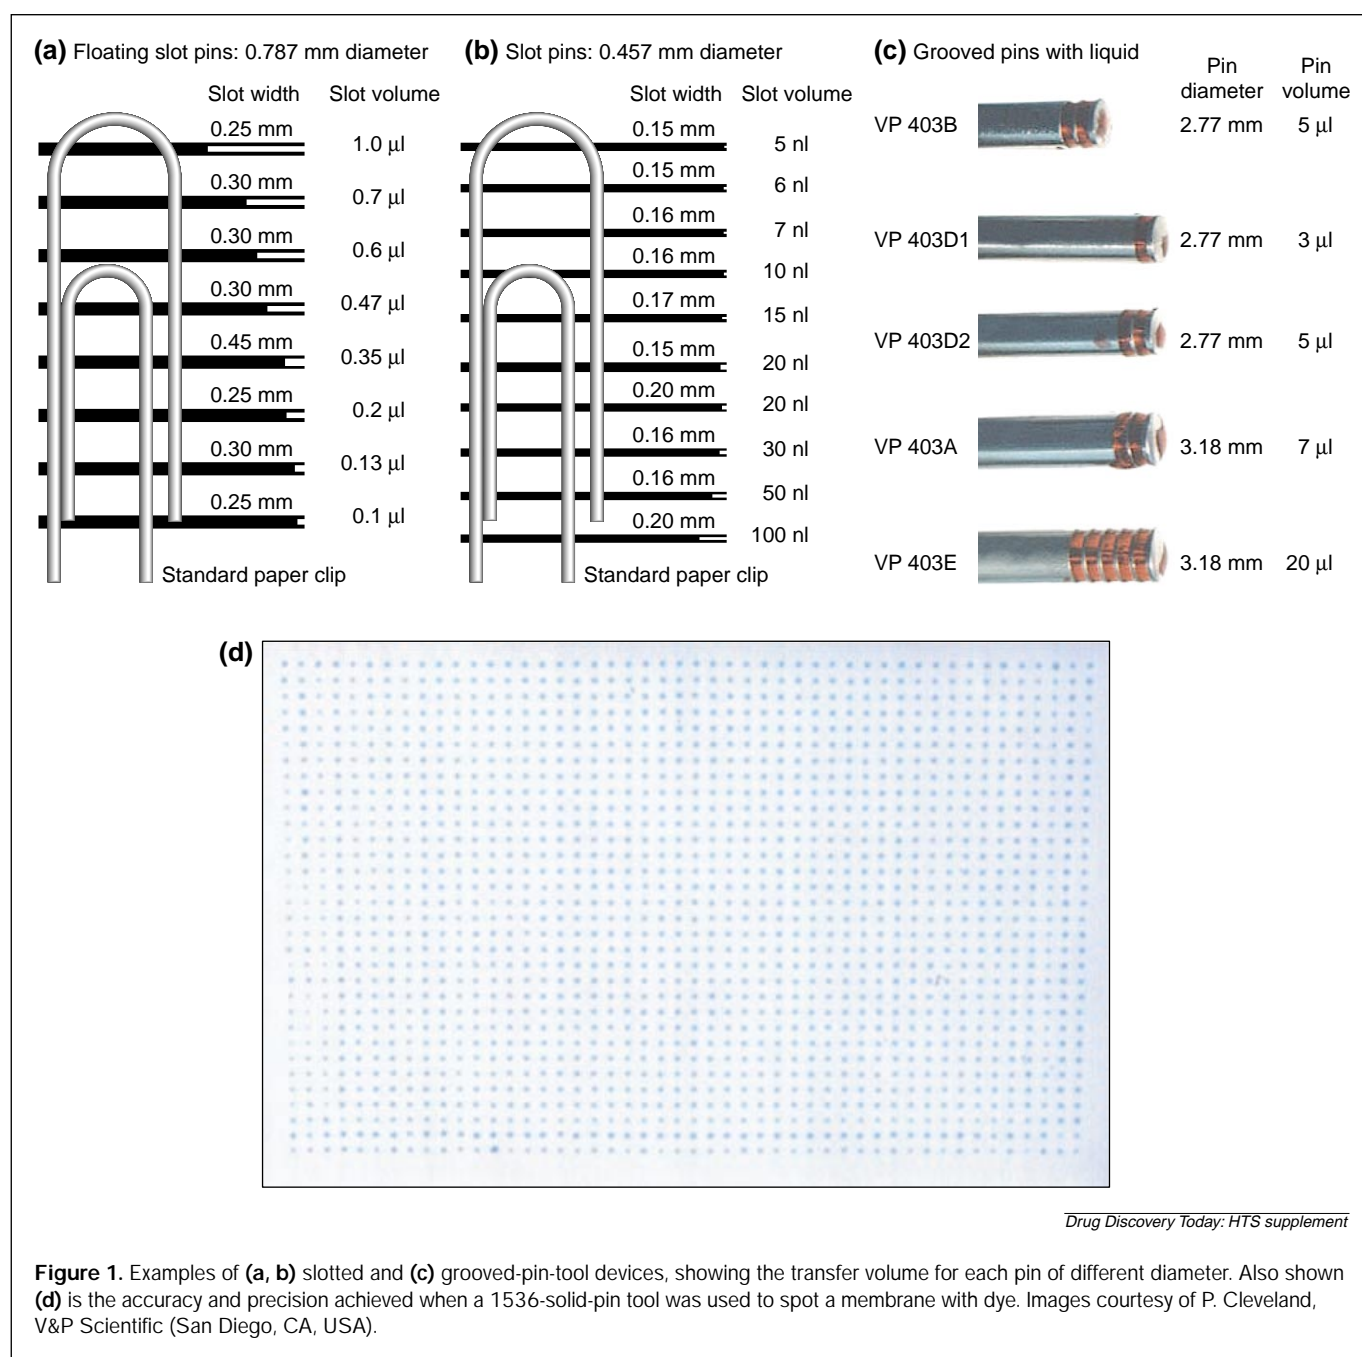 (a) Floating slot pins: 0.787 mm diameter
Slot width Slot volume
0.25 mm 1.0 µl
0.30 mm 0.7 µl
0.30 mm 0.6 µl
0.30 mm 0.47 µl
0.45 mm 0.35 µl
0.25 mm 0.2 µl
0.30 mm 0.13 µl
0.25 mm 0.1 µl
Standard paper clip
(b) Slot pins: 0.457 mm diameter
Slot width Slot volume
0.15 mm 5 nl
0.15 mm 6 nl
0.16 mm 7 nl
0.16 mm 10 nl
0.17 mm 15 nl
0.15 mm 20 nl
0.20 mm 20 nl
0.16 mm 30 nl
0.16 mm 50 nl
0.20 mm 100 nl
Standard paper clip
(c) Grooved pins with liquid
Pin Pin
diameter volume
VP 403B 2.77 mm 5 µl
VP 403D1 2.77 mm 3 µl
VP 403D2 2.77 mm 5 µl
VP 403A 3.18 mm 7 µl
VP 403E 3.18 mm 20 µl
(d)
Drug Discovery Today: HTS supplement
Figure 1. Examples of (a, b) slotted and (c) grooved-pin-tool devices, showing the transfer volume for each pin of different diameter. Also shown
(d) is the accuracy and precision achieved when a 1536-solid-pin tool was used to spot a membrane with dye. Images courtesy of P. Cleveland,
V&P Scientific (San Diego, CA, USA).